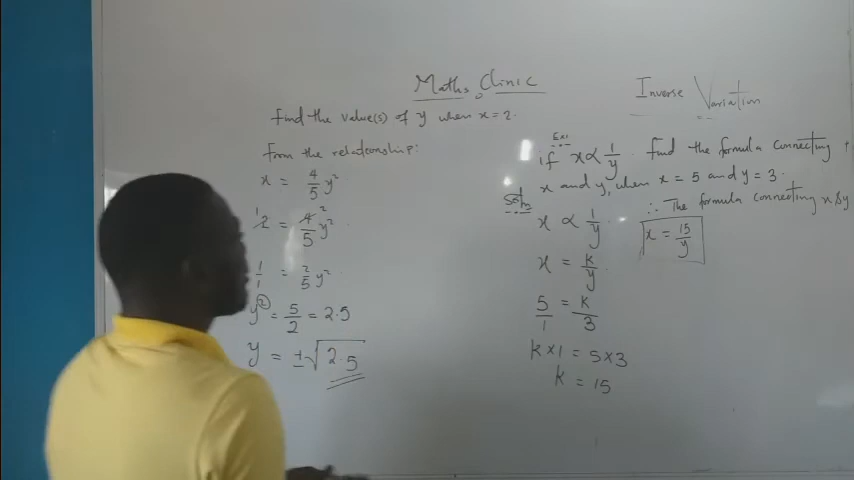 Maths Clinic
Find the value(s) of y when x = 2.
From the relationship:
x = 4/5 y²
1 2 = 4/5 y² 2
1/1 = 2/5 y²
y² = 5/2 = 2.5
y = ±√2.5
Inverse Variation
Ex1
if x ∝ 1/y. Find the formula connecting
x and y, when x = 5 and y = 3.
Soln
x ∝ 1/y
x = k/y
5/1 = k/3
k × 1 = 5 × 3
k = 15
∴ The formula connecting x & y
x = 15/y